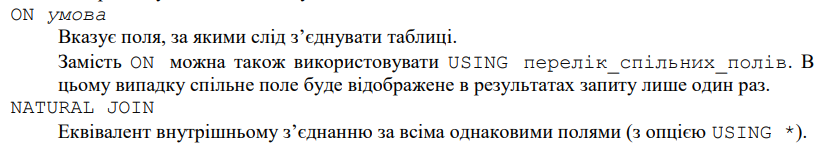 ON умова
Вказує поля, за якими слід з’єднувати таблиці.
Замість ON можна також використовувати USING перелік_спільних_полів. В
цьому випадку спільне поле буде відображене в результатах запиту лише один раз.
NATURAL JOIN
Еквівалент внутрішньому з’єднанню за всіма однаковими полями (з опцією USING *).